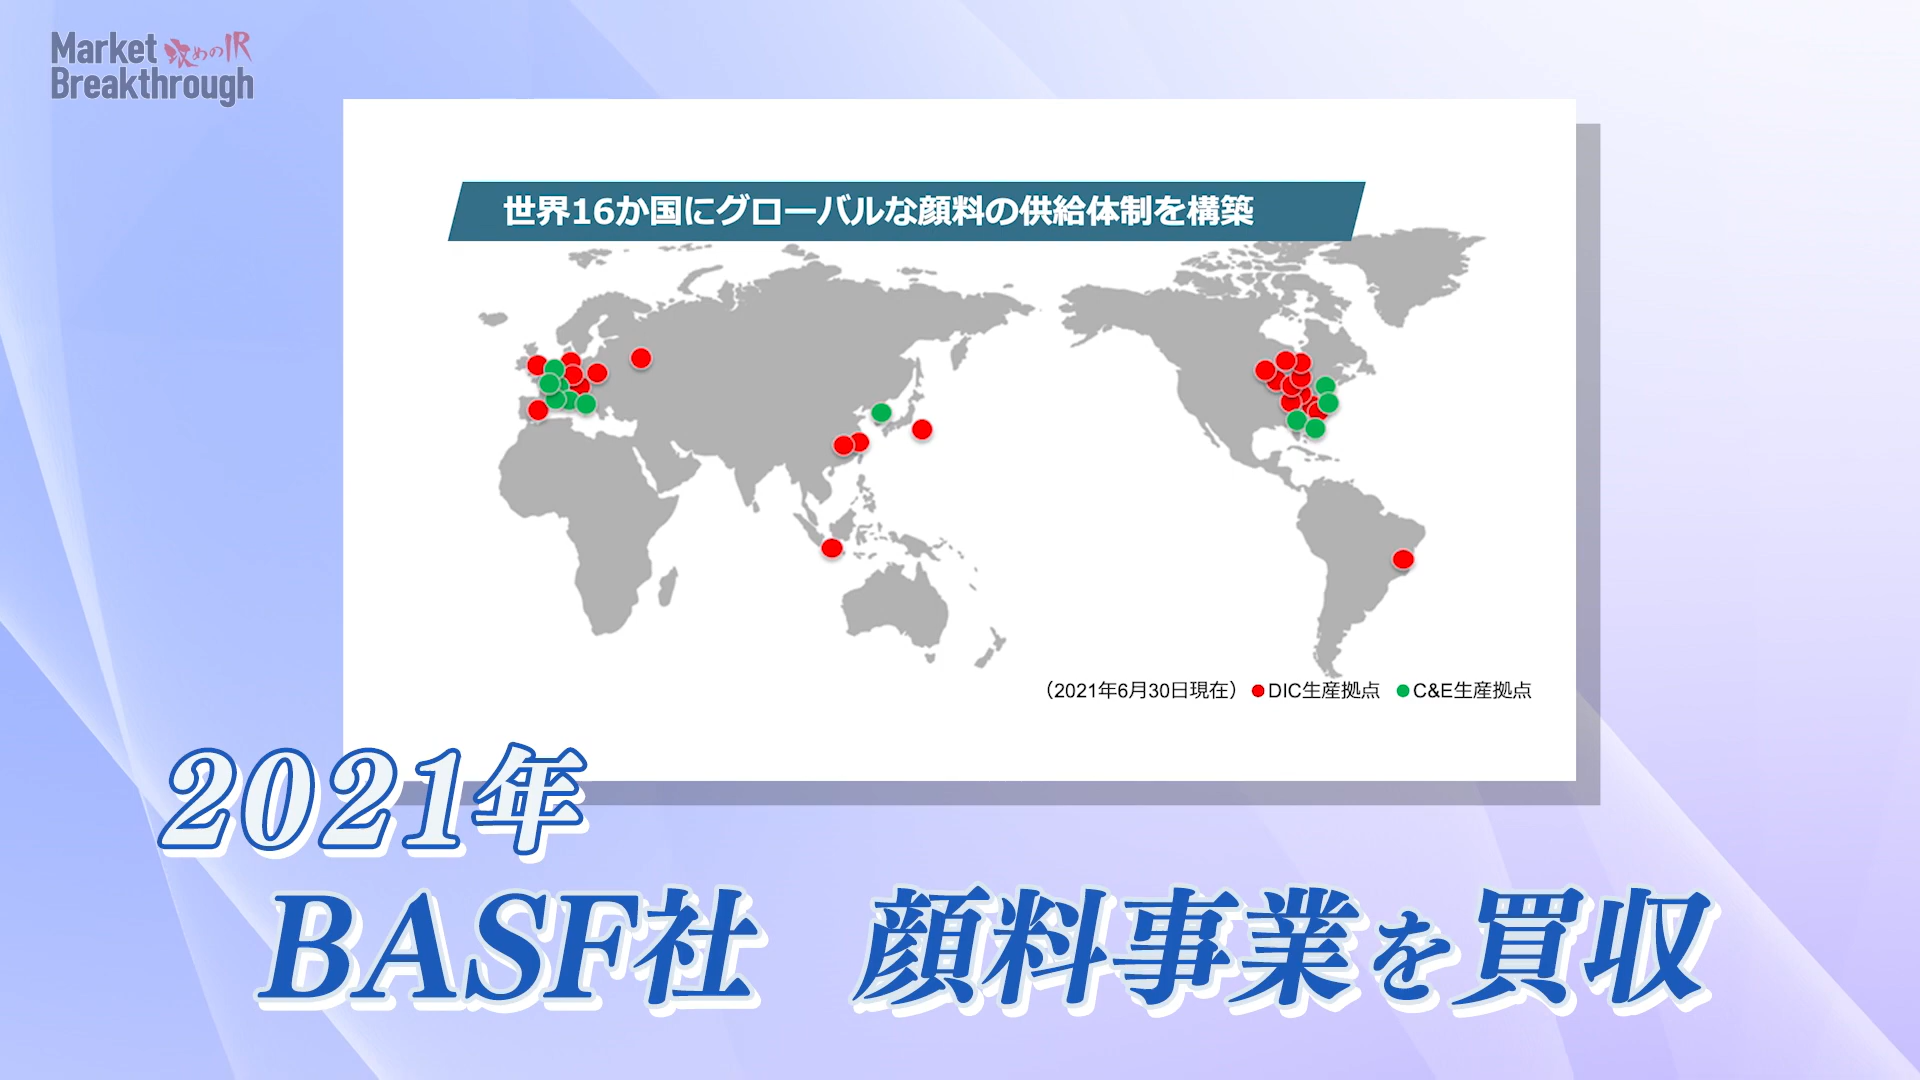 Market 攻めのIR
Breakthrough
世界16か国にグローバルな顔料の供給体制を構築
（2021年6月30日現在） DIC生産拠点 C&E生産拠点
2021年
BASF社 顔料事業を買収